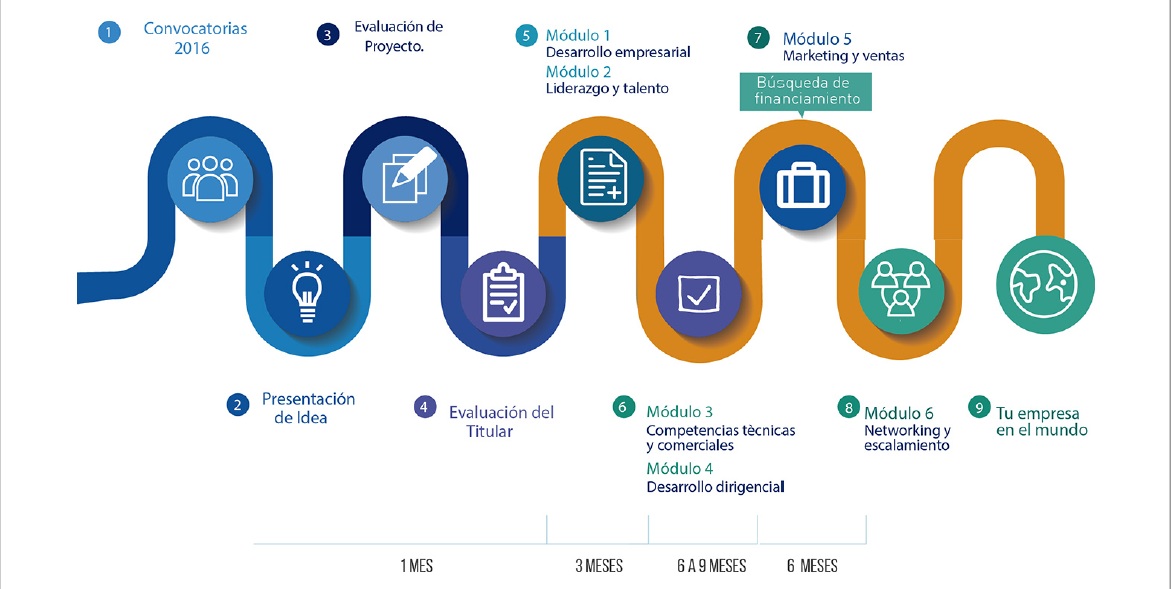 1
Convocatorias
2016
3
Evaluación de
Proyecto.
5
Módulo 1
Desarrollo empresarial
Módulo 2
Liderazgo y talento
7
Módulo 5
Marketing y ventas
Búsqueda de
financiamiento
2
Presentación
de Idea
4
Evaluación del
Titular
6
Módulo 3
Competencias tècnicas
y comerciales
Módulo 4
Desarrollo dirigencial
8
Módulo 6
Networking y
escalamiento
9
Tu empresa
en el mundo
1 MES
3 MESES
6 A 9 MESES
6 MESES